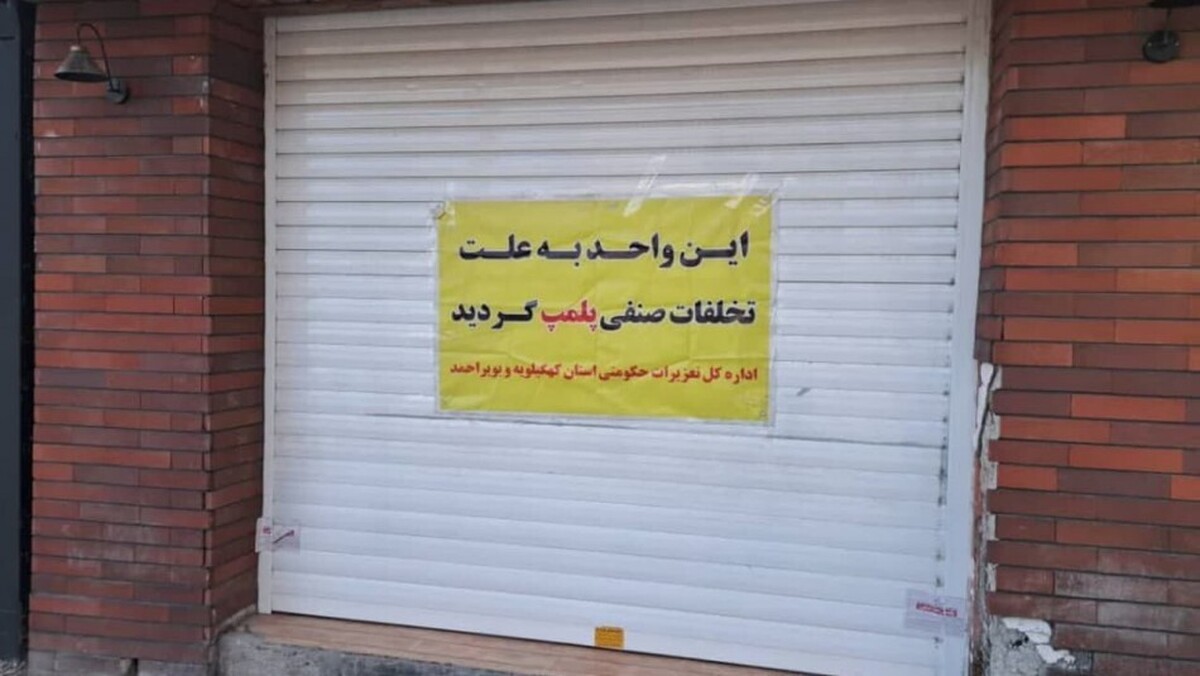 این واحد به علت
تخلفات صنفی پلمپ گردید
اداره کل تعزیرات حکومتی استان کهگیلویه و بویراحمد